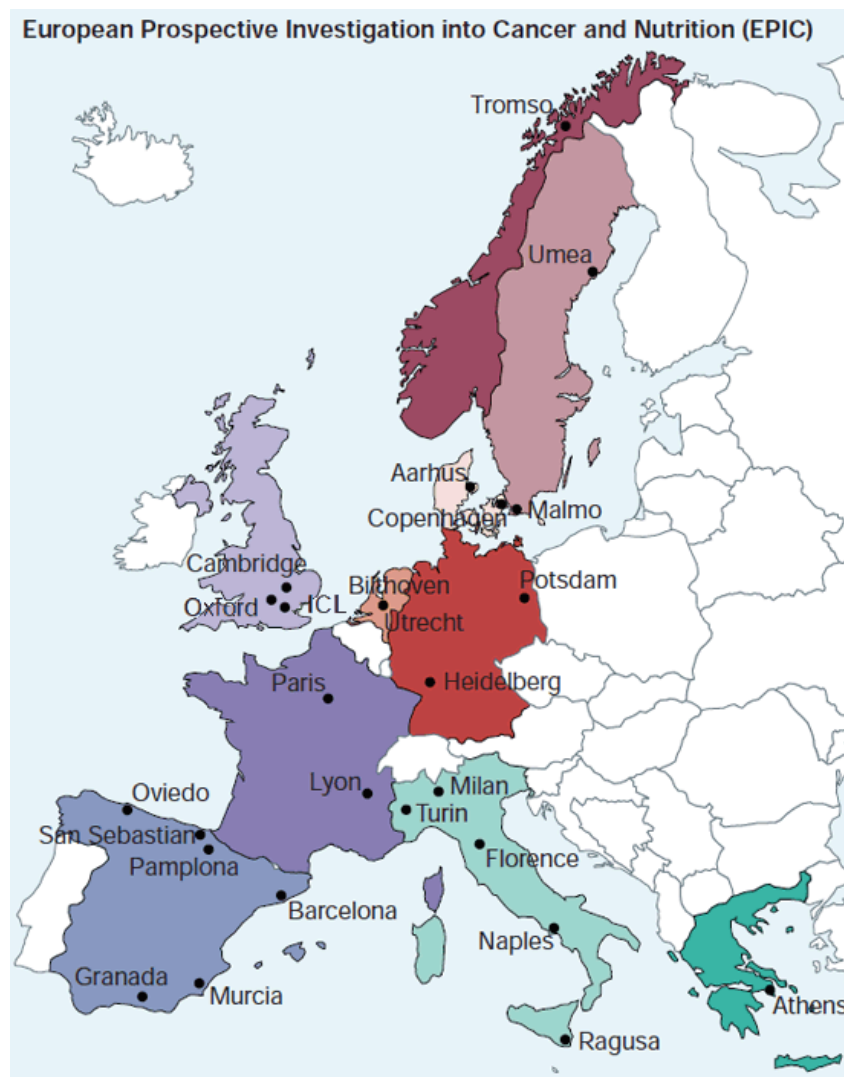 European Prospective Investigation into Cancer and Nutrition (EPIC)
Tromso
Umea
Aarhus
Copenhagen
Malmo
Cambridge
Oxford
ICL
Bilthoven
Utrecht
Potsdam
Heidelberg
Paris
Lyon
Milan
Turin
Oviedo
San Sebastian
Pamplona
Florence
Barcelona
Naples
Granada
Murcia
Athens
Ragusa